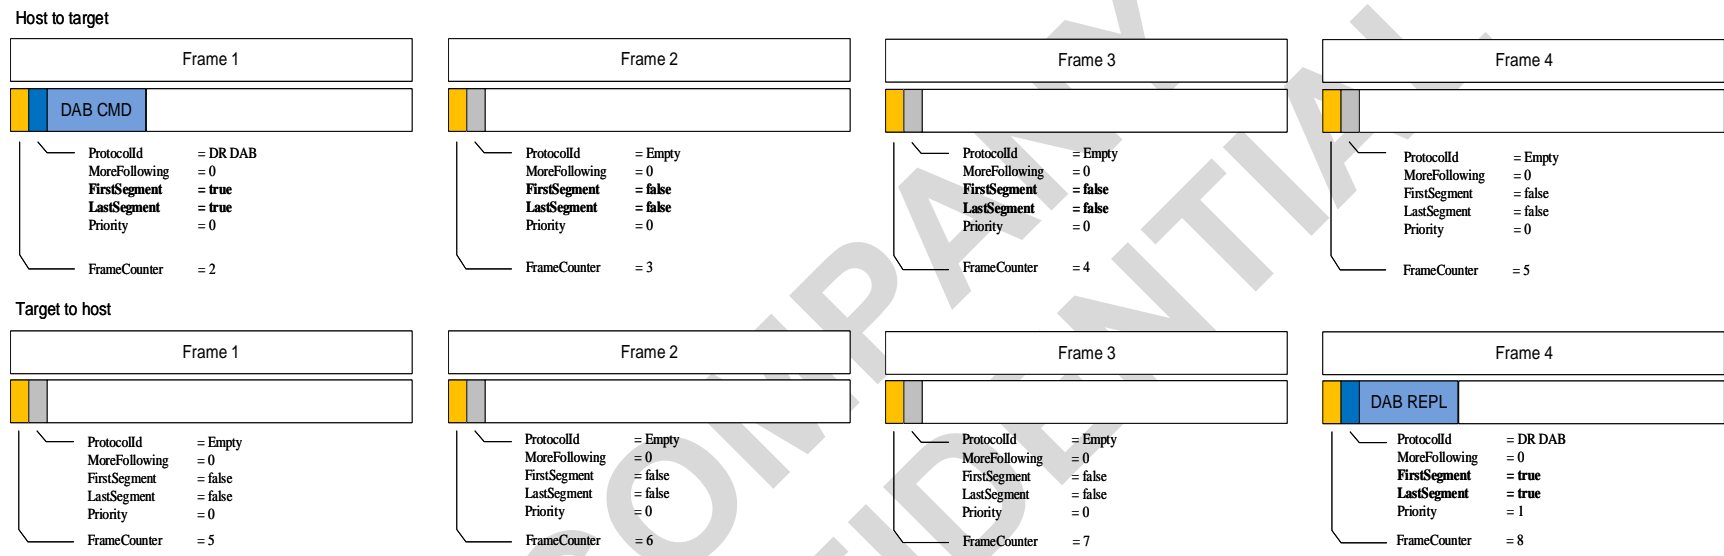 Host to target
Frame 1 Frame 2 Frame 3 Frame 4
DAB CMD
ProtocolId = DR DAB ProtocolId = Empty ProtocolId = Empty ProtocolId = Empty
MoreFollowing = 0 MoreFollowing = 0 MoreFollowing = 0 MoreFollowing = 0
FirstSegment = true FirstSegment = false FirstSegment = false FirstSegment = false
LastSegment = true LastSegment = false LastSegment = false LastSegment = false
Priority = 0 Priority = 0 Priority = 0 Priority = 0
FrameCounter = 2 FrameCounter = 3 FrameCounter = 4 FrameCounter = 5
Target to host
Frame 1 Frame 2 Frame 3 Frame 4
DAB REPL
ProtocolId = Empty ProtocolId = Empty ProtocolId = Empty ProtocolId = DR DAB
MoreFollowing = 0 MoreFollowing = 0 MoreFollowing = 0 MoreFollowing = 0
FirstSegment = false FirstSegment = false FirstSegment = false FirstSegment = true
LastSegment = false LastSegment = false LastSegment = false LastSegment = true
Priority = 0 Priority = 0 Priority = 0 Priority = 1
FrameCounter = 5 FrameCounter = 6 FrameCounter = 7 FrameCounter = 8